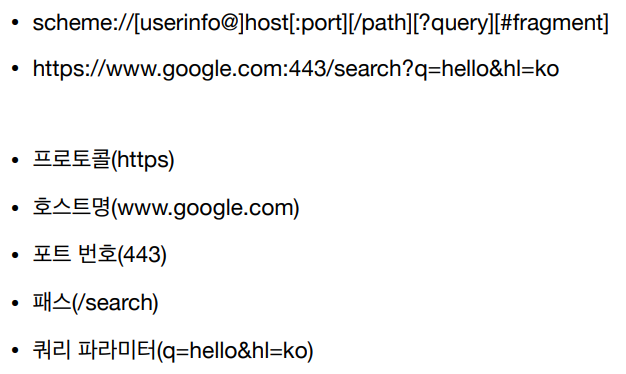 • scheme://[userinfo@]host[:port][/path][?query][#fragment]
• https://www.google.com:443/search?q=hello&hl=ko
• 프로토콜(https)
• 호스트명(www.google.com)
• 포트 번호(443)
• 패스(/search)
• 쿼리 파라미터(q=hello&hl=ko)